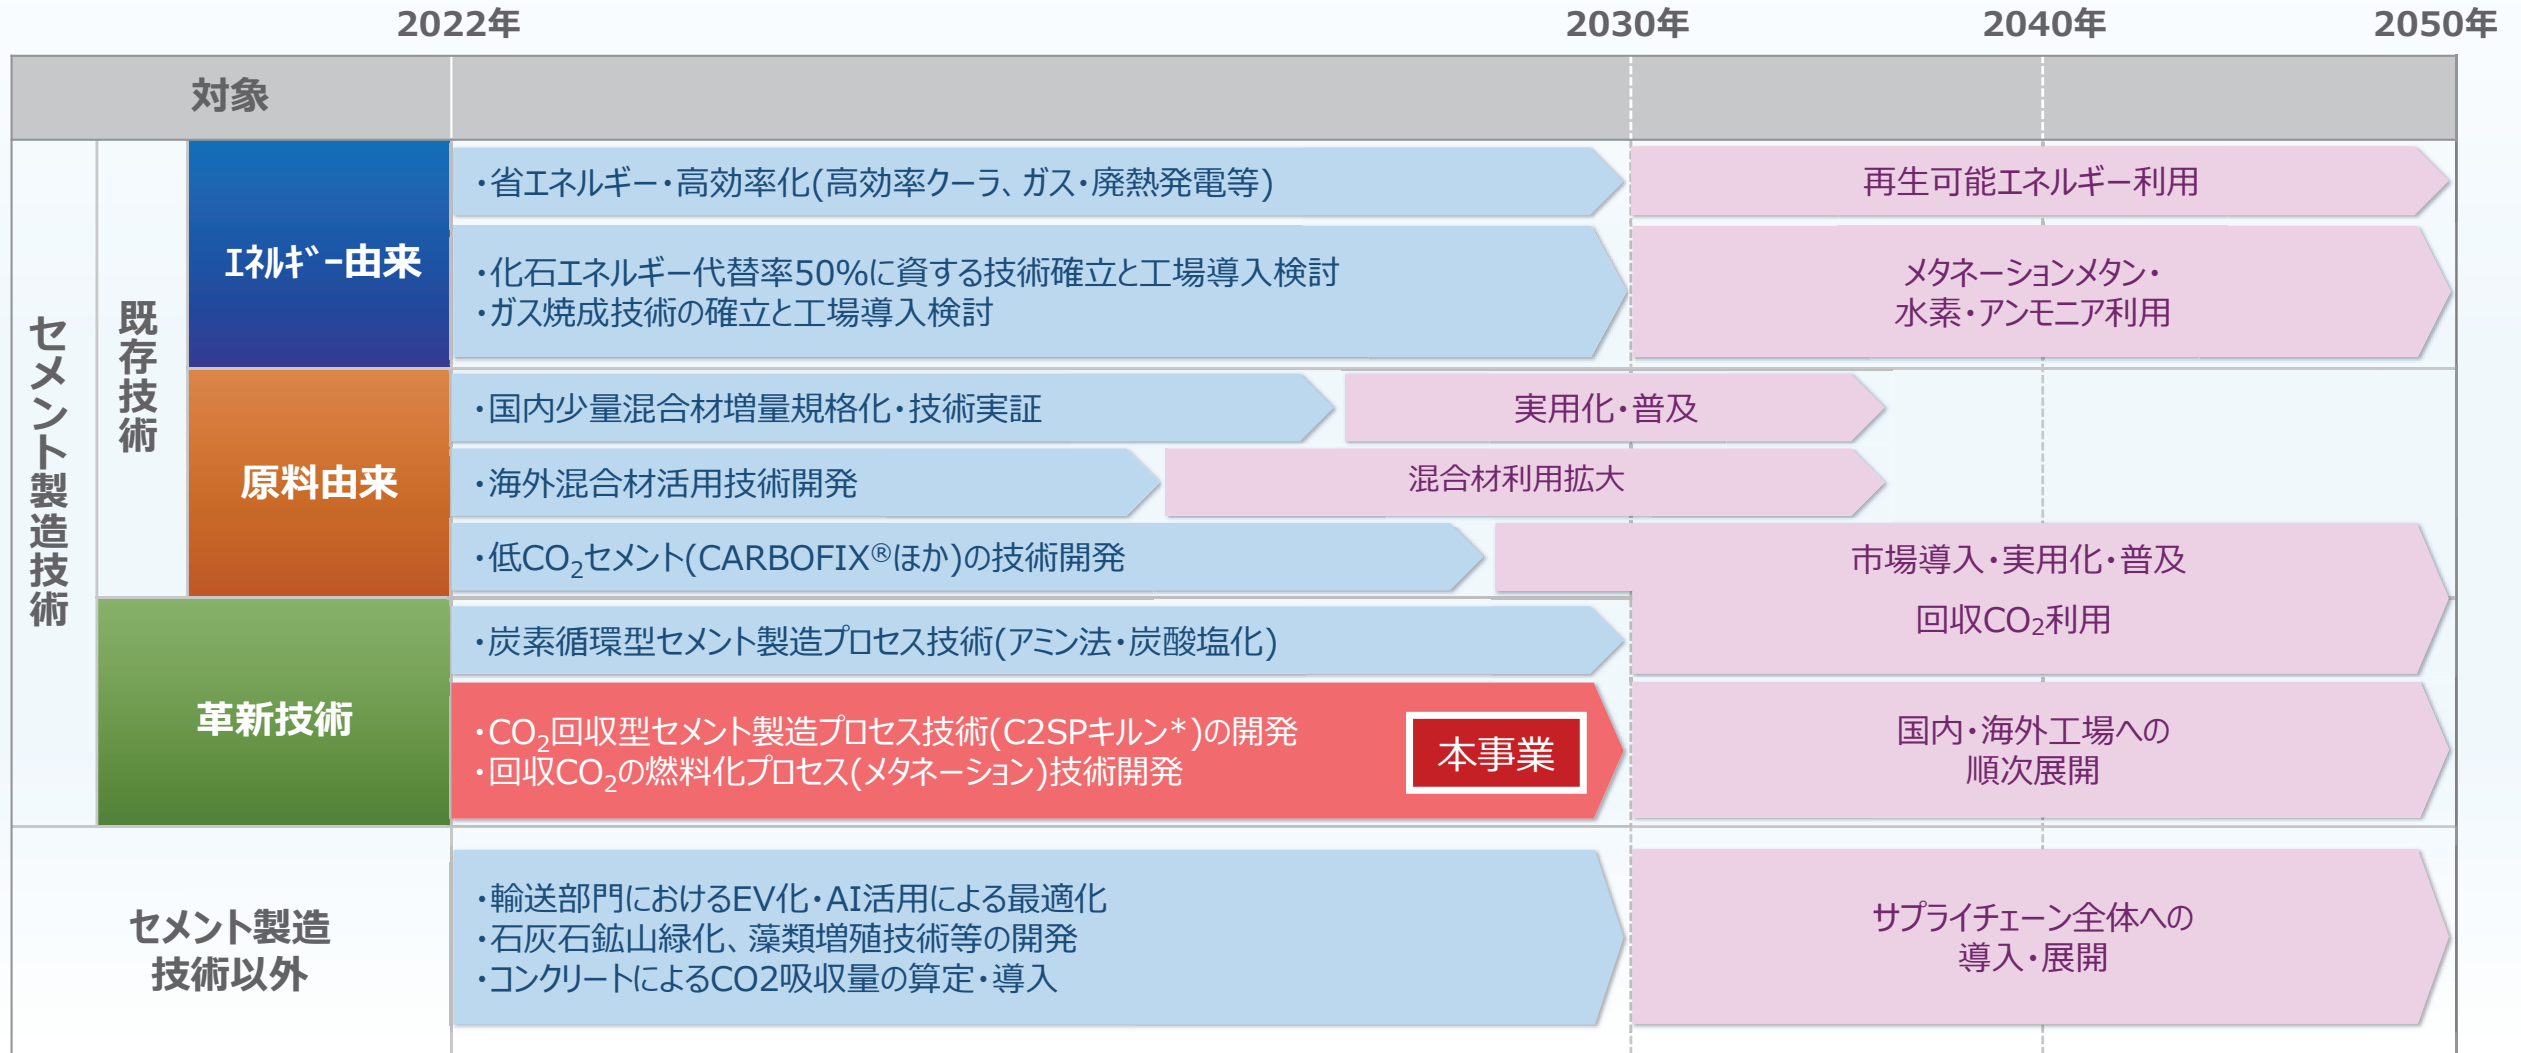 2022年
2030年
2040年
2050年
対象
セメント製造技術
既存技術
ｴﾈﾙｷﾞｰ由来
・省エネルギー・高効率化(高効率クーラ、ガス・廃熱発電等)
再生可能エネルギー利用
・化石エネルギー代替率50%に資する技術確立と工場導入検討
・ガス焼成技術の確立と工場導入検討
メタネーションメタン・
水素・アンモニア利用
原料由来
・国内少量混合材増量規格化・技術実証
実用化・普及
・海外混合材活用技術開発
混合材利用拡大
・低CO₂セメント(CARBOFIX®ほか)の技術開発
市場導入・実用化・普及
回収CO₂利用
革新技術
・炭素循環型セメント製造プロセス技術(アミン法・炭酸塩化)
・CO₂回収型セメント製造プロセス技術(C2SPキルン*)の開発
・回収CO₂の燃料化プロセス(メタネーション)技術開発
本事業
国内・海外工場への
順次展開
セメント製造
技術以外
・輸送部門におけるEV化・AI活用による最適化
・石灰石鉱山緑化、藻類増殖技術等の開発
・コンクリートによるCO2吸収量の算定・導入
サプライチェーン全体への
導入・展開